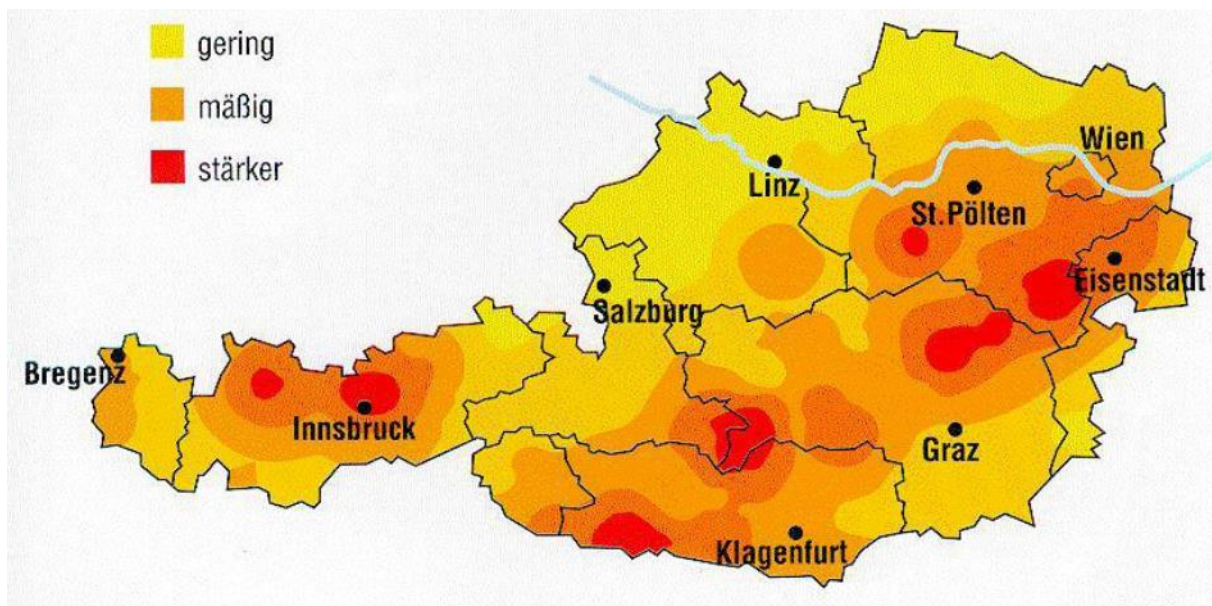 gering
mäßig
stärker
Wien
Linz
St.Pölten
Eisenstadt
Salzburg
Bregenz
Innsbruck
Graz
Klagenfurt